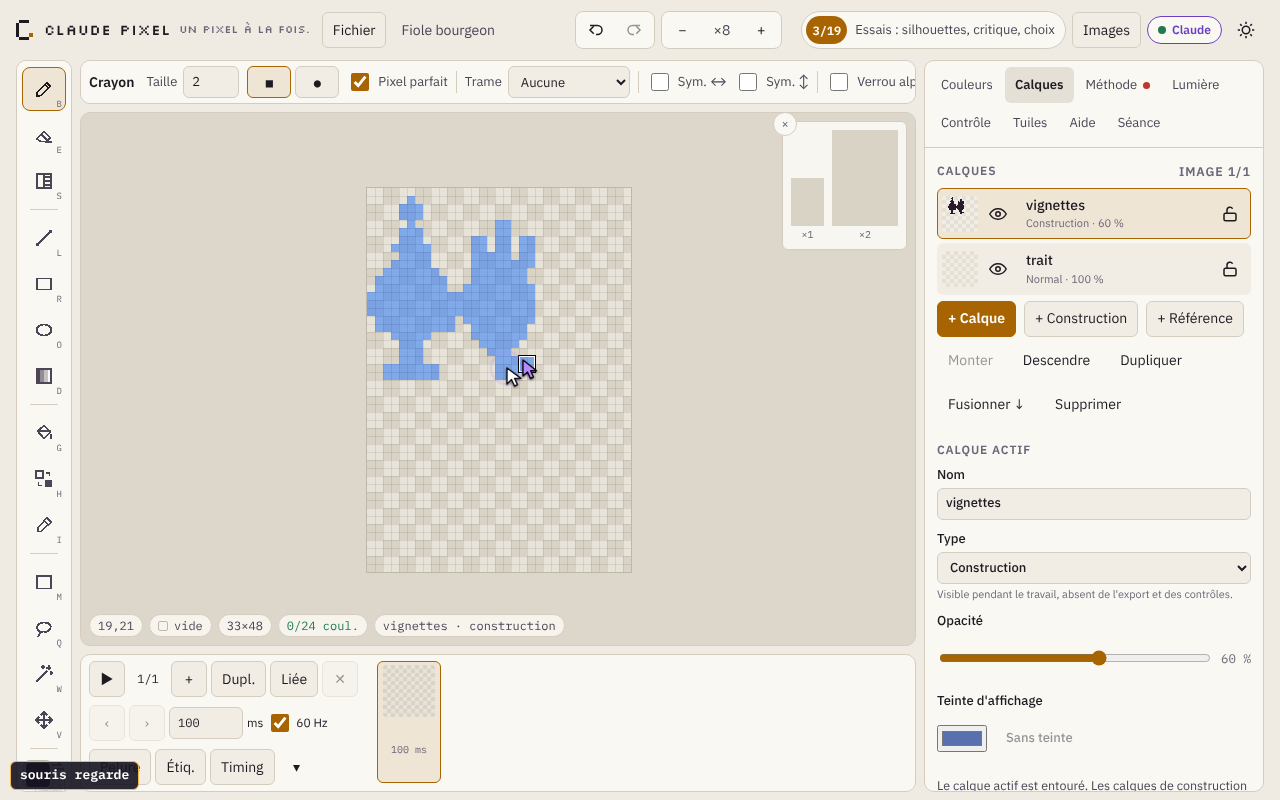 CLAUDE PIXEL UN PIXEL À LA FOIS. Fichier Fiole bourgeon − ×8 + 3/19 Essais : silhouettes, critique, choix Images Claude
Crayon Taille 2 Pixel parfait Trame Aucune Sym. ↔ Sym. ↕ Verrou alp
B
E
S
L
R
O
D
G
H
I
M
Q
W
V
×
×1 ×2
19,21 vide 33×48 0/24 coul. vignettes · construction
1/1 + Dupl. Liée ×
‹ › 100 ms 60 Hz
Étiq. Timing ▼
100 ms
souris regarde
Couleurs Calques Méthode Lumière
Contrôle Tuiles Aide Séance
CALQUES IMAGE 1/1
vignettes
Construction · 60 %
trait
Normal · 100 %
+ Calque + Construction + Référence
Monter Descendre Dupliquer
Fusionner ↓ Supprimer
CALQUE ACTIF
Nom
vignettes
Type
Construction
Visible pendant le travail, absent de l'export et des contrôles.
Opacité
60 %
Teinte d'affichage
Sans teinte
Le calque actif est entouré. Les calques de construction